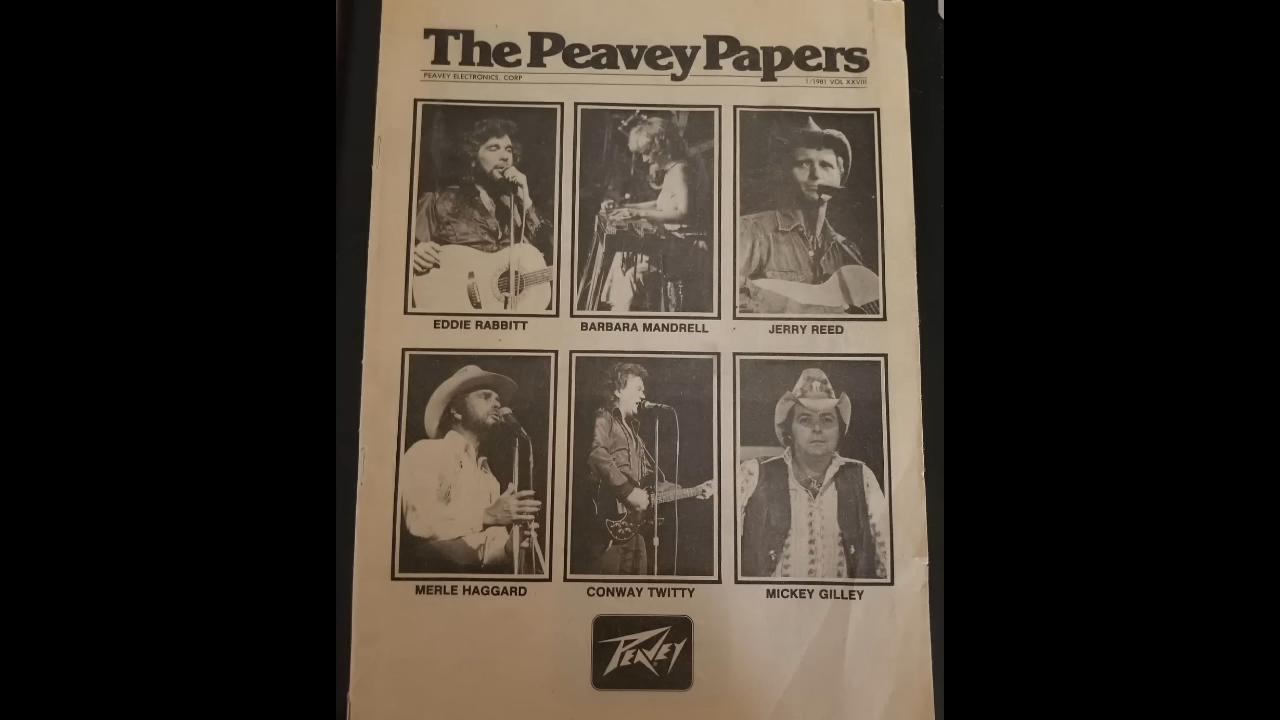 The Peavey Papers
PEAVEY ELECTRONICS, CORP 1/1981 VOL XXVIII
EDDIE RABBITT BARBARA MANDRELL JERRY REED
MERLE HAGGARD CONWAY TWITTY MICKEY GILLEY
PEAVEY